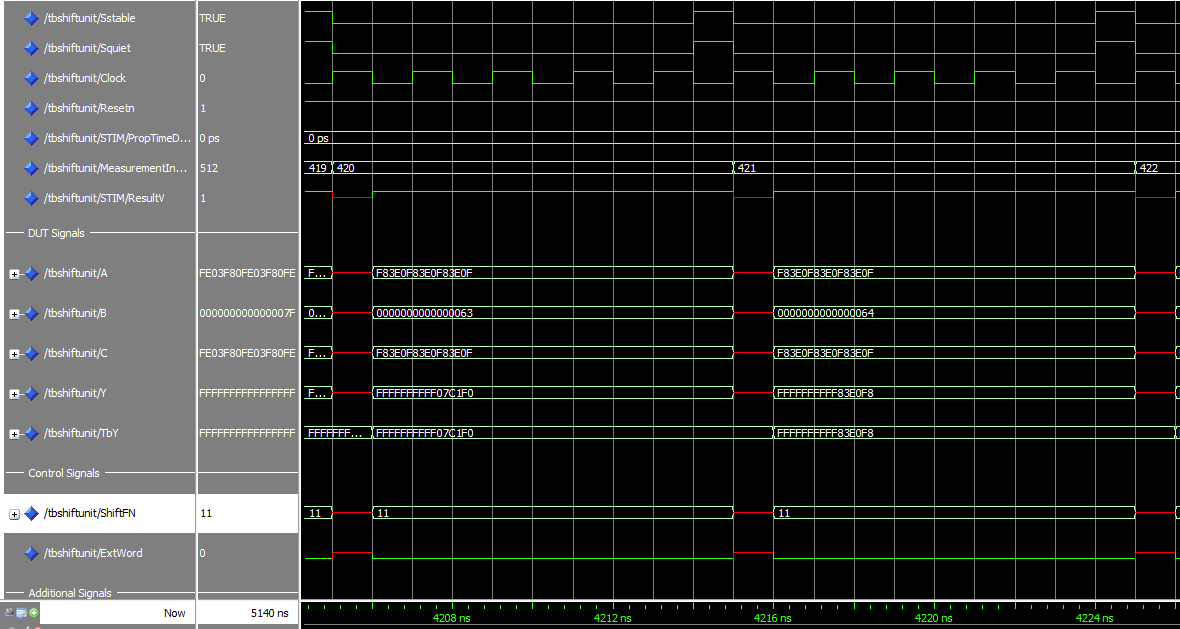 /tbshiftunit/Sstable TRUE
/tbshiftunit/Squiet TRUE
/tbshiftunit/Clock 0
/tbshiftunit/Resetn 1
/tbshiftunit/STIM/PropTimeD... 0 ps 0 ps
/tbshiftunit/MeasurementIn... 512 419 420 421 422
/tbshiftunit/STIM/ResultV 1
DUT Signals
/tbshiftunit/A FE03F80FE03F80FE F... F83E0F83E0F83E0F F83E0F83E0F83E0F
/tbshiftunit/B 000000000000007F 0... 0000000000000063 0000000000000064
/tbshiftunit/C FE03F80FE03F80FE F... F83E0F83E0F83E0F F83E0F83E0F83E0F
/tbshiftunit/Y FFFFFFFFFFFFFFFF F... FFFFFFFFFF07C1F0 FFFFFFFFFF83E0F8
/tbshiftunit/TbY FFFFFFFFFFFFFFFF FFFFFFF... FFFFFFFFFF07C1F0 FFFFFFFFFF83E0F8
Control Signals
/tbshiftunit/ShiftFN 11 11 11 11
/tbshiftunit/ExtWord 0
Additional Signals
Now 5140 ns 4208 ns 4212 ns 4216 ns 4220 ns 4224 ns